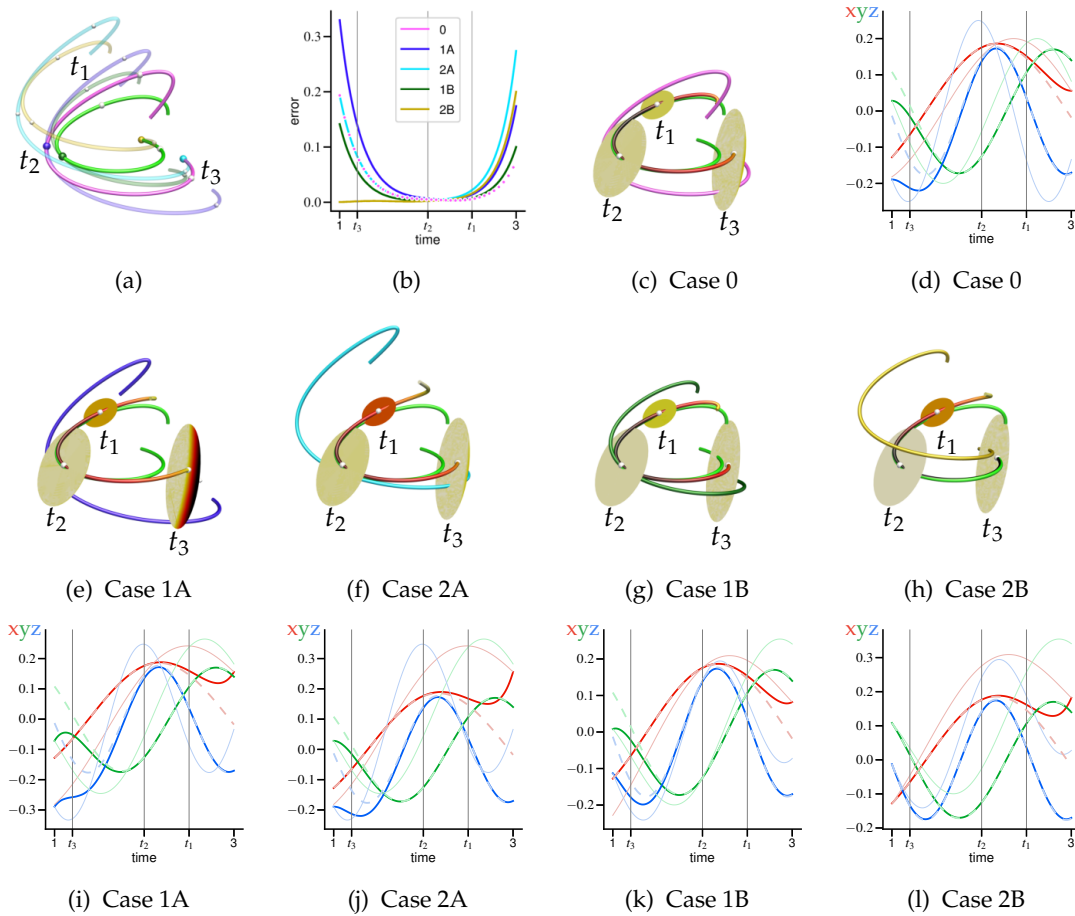 t1
t2
t3
(a)
error
0.3
0.2
0.1
0.0
0
1A
2A
1B
2B
1 t3 t2 t1 3
time
(b)
t1
t2
t3
(c) Case 0
xyz
0.2
0.1
0.0
−0.1
−0.2
1 t3 t2 t1 3
time
(d) Case 0
t1
t2
t3
(e) Case 1A
t1
t2
t3
(f) Case 2A
t1
t2
t3
(g) Case 1B
t1
t2
t3
(h) Case 2B
xyz
0.2
0.1
0.0
−0.1
−0.2
−0.3
1 t3 t2 t1 3
time
(i) Case 1A
xyz
0.3
0.2
0.1
0.0
−0.1
−0.2
1 t3 t2 t1 3
time
(j) Case 2A
xyz
0.2
0.1
0.0
−0.1
−0.2
1 t3 t2 t1 3
time
(k) Case 1B
xyz
0.3
0.2
0.1
0.0
−0.1
−0.2
1 t3 t2 t1 3
time
(l) Case 2B